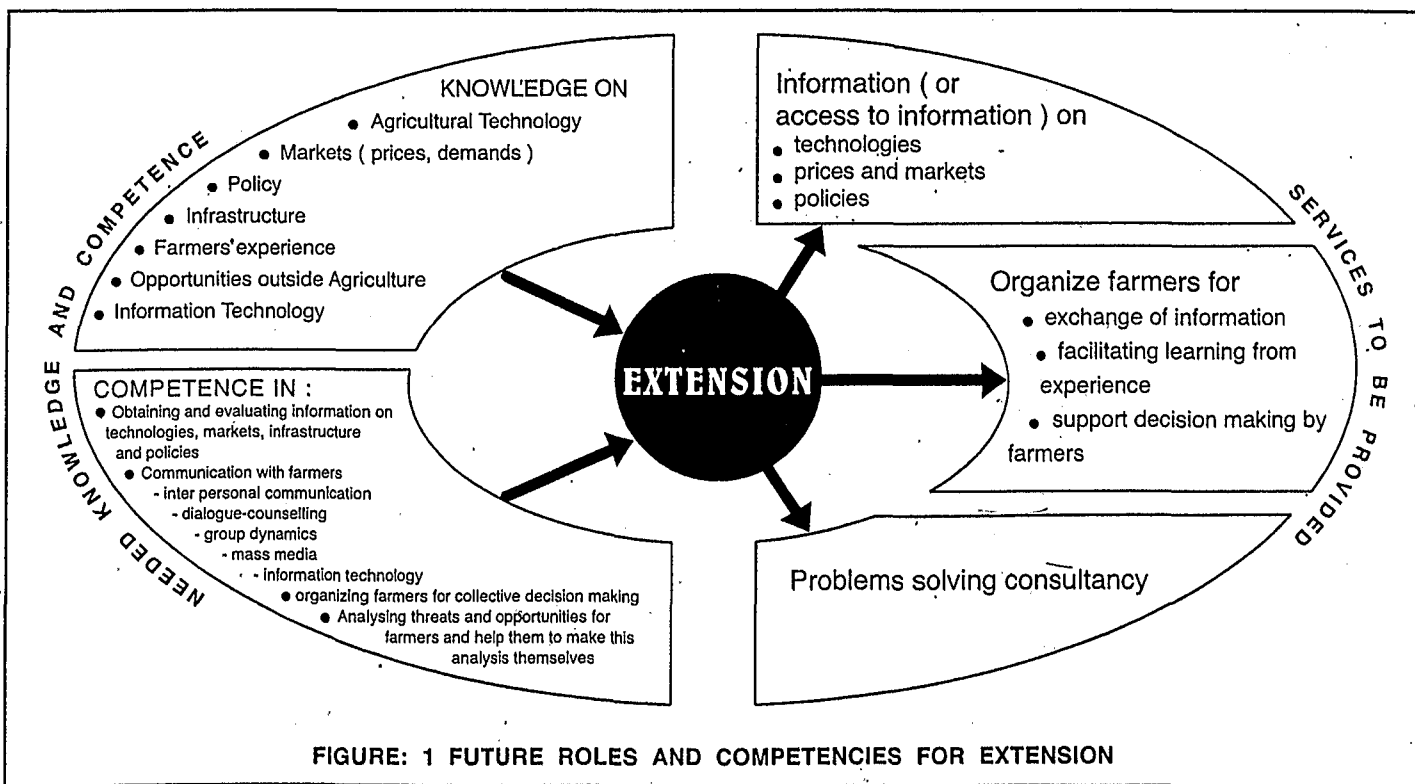 NEEDED KNOWLEDGE AND COMPETENCE
KNOWLEDGE ON
● Agricultural Technology
● Markets ( prices, demands )
● Policy
● Infrastructure
● Farmers' experience
● Opportunities outside Agriculture
● Information Technology
COMPETENCE IN :
● Obtaining and evaluating information on
technologies, markets, infrastructure
and policies
● Communication with farmers
- inter personal communication
- dialogue-counselling
- group dynamics
- mass media
- information technology
● organizing farmers for collective decision making
● Analysing threats and opportunities for
farmers and help them to make this
analysis themselves
EXTENSION
Information ( or
access to information ) on
● technologies
● prices and markets
● policies
Organize farmers for
● exchange of information
● facilitating learning from
experience
● support decision making by
farmers
Problems solving consultancy
SERVICES TO BE PROVIDED
FIGURE: 1 FUTURE ROLES AND COMPETENCIES FOR EXTENSION